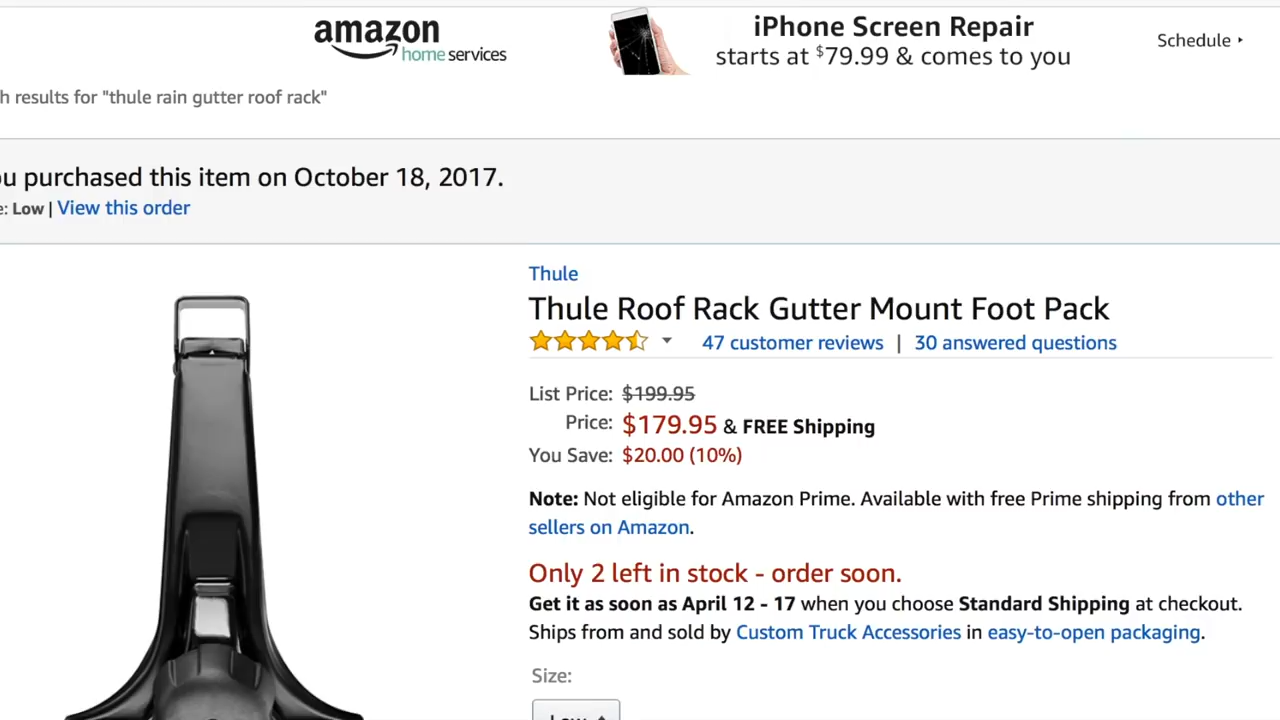 amazon
home services
iPhone Screen Repair
starts at $79.99 & comes to you
Schedule ‣
h results for "thule rain gutter roof rack"
u purchased this item on October 18, 2017.
e: Low | View this order
Thule
Thule Roof Rack Gutter Mount Foot Pack
47 customer reviews | 30 answered questions
List Price: $199.95
Price: $179.95 & FREE Shipping
You Save: $20.00 (10%)
Note: Not eligible for Amazon Prime. Available with free Prime shipping from other
sellers on Amazon.
Only 2 left in stock - order soon.
Get it as soon as April 12 - 17 when you choose Standard Shipping at checkout.
Ships from and sold by Custom Truck Accessories in easy-to-open packaging.
Size:
Low